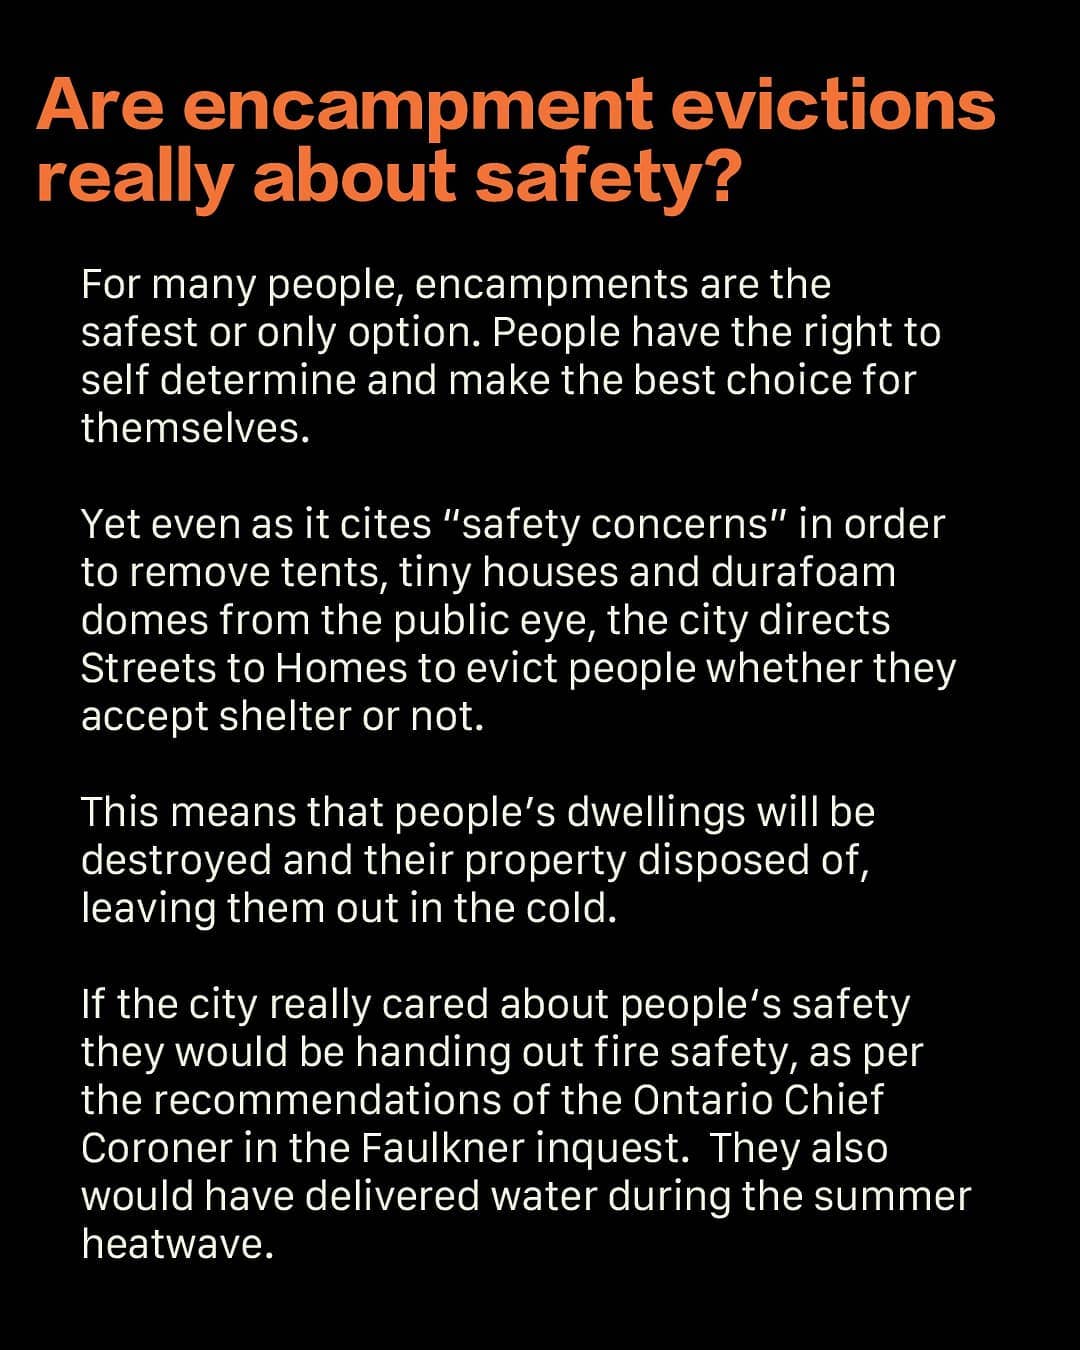 Are encampment evictions
really about safety?
For many people, encampments are the
safest or only option. People have the right to
self determine and make the best choice for
themselves.
Yet even as it cites “safety concerns” in order
to remove tents, tiny houses and durafoam
domes from the public eye, the city directs
Streets to Homes to evict people whether they
accept shelter or not.
This means that people’s dwellings will be
destroyed and their property disposed of,
leaving them out in the cold.
If the city really cared about people‘s safety
they would be handing out fire safety, as per
the recommendations of the Ontario Chief
Coroner in the Faulkner inquest.  They also
would have delivered water during the summer
heatwave.